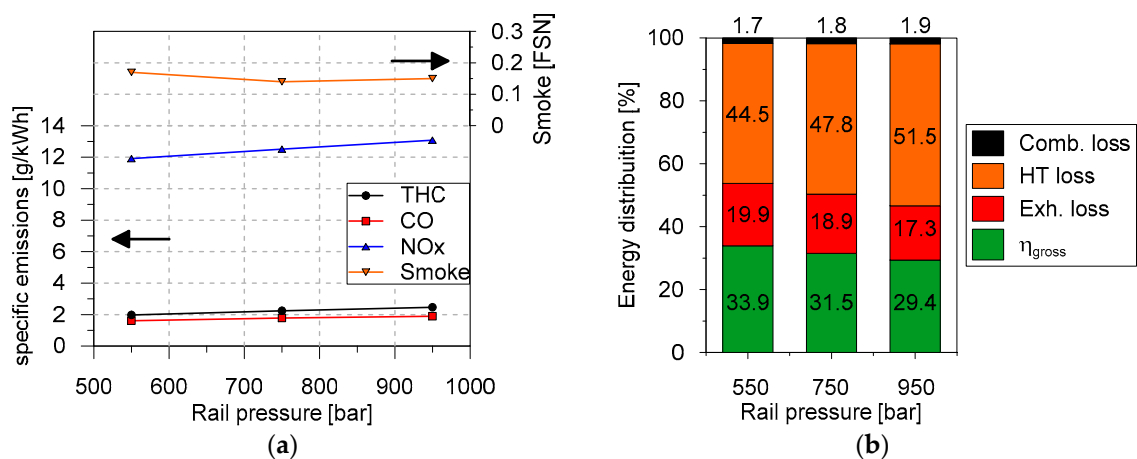 0.3
0.2
0.1
0
Smoke [FSN]
14
12
10
8
6
4
2
0
specific emissions [g/kWh]
THC
CO
NOx
Smoke
500 600 700 800 900 1000
Rail pressure [bar]
(a)
1.7 1.8 1.9
100
80
60
40
20
0
Energy distribuition [%]
44.5 47.8 51.5
19.9 18.9 17.3
33.9 31.5 29.4
550 750 950
Rail pressure [bar]
Comb. loss
HT loss
Exh. loss
ηgross
(b)